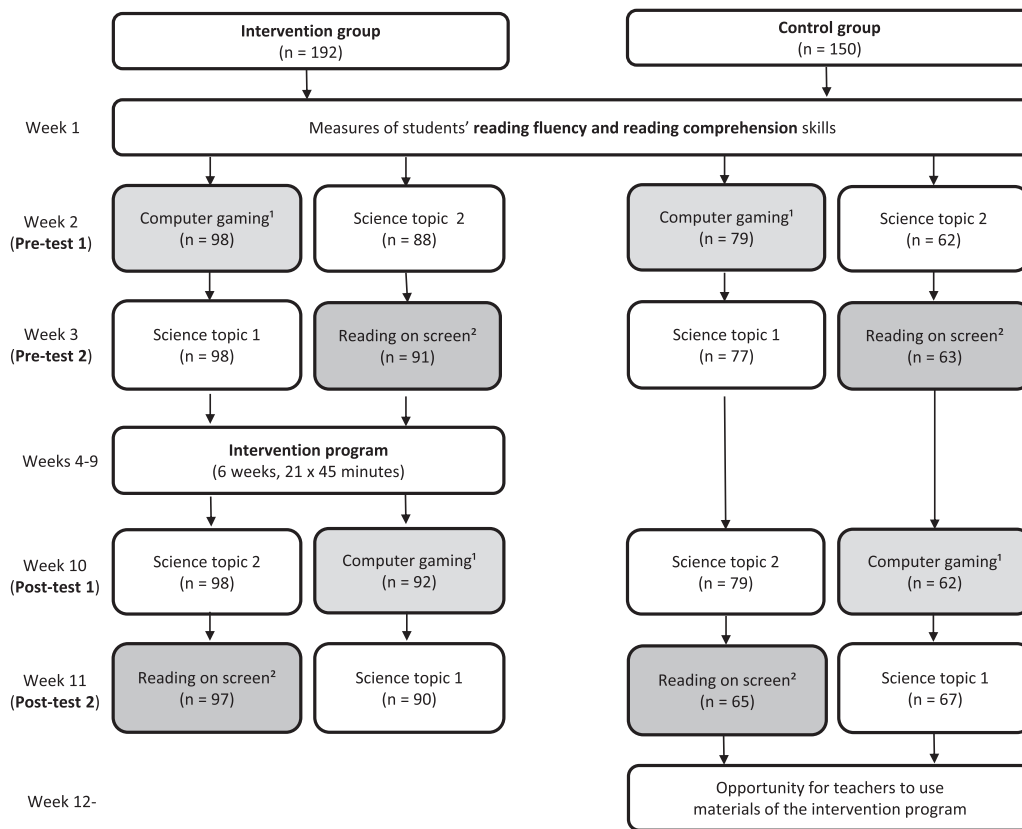 Intervention group
(n = 192)
Control group
(n = 150)
Week 1
Measures of students’ reading fluency and reading comprehension skills
Week 2
(Pre-test 1)
Computer gaming¹
(n = 98)
Science topic 2
(n = 88)
Computer gaming¹
(n = 79)
Science topic 2
(n = 62)
Week 3
(Pre-test 2)
Science topic 1
(n = 98)
Reading on screen²
(n = 91)
Science topic 1
(n = 77)
Reading on screen²
(n = 63)
Weeks 4-9
Intervention program
(6 weeks, 21 x 45 minutes)
Week 10
(Post-test 1)
Science topic 2
(n = 98)
Computer gaming¹
(n = 92)
Science topic 2
(n = 79)
Computer gaming¹
(n = 62)
Week 11
(Post-test 2)
Reading on screen²
(n = 97)
Science topic 1
(n = 90)
Reading on screen²
(n = 65)
Science topic 1
(n = 67)
Week 12-
Opportunity for teachers to use
materials of the intervention program